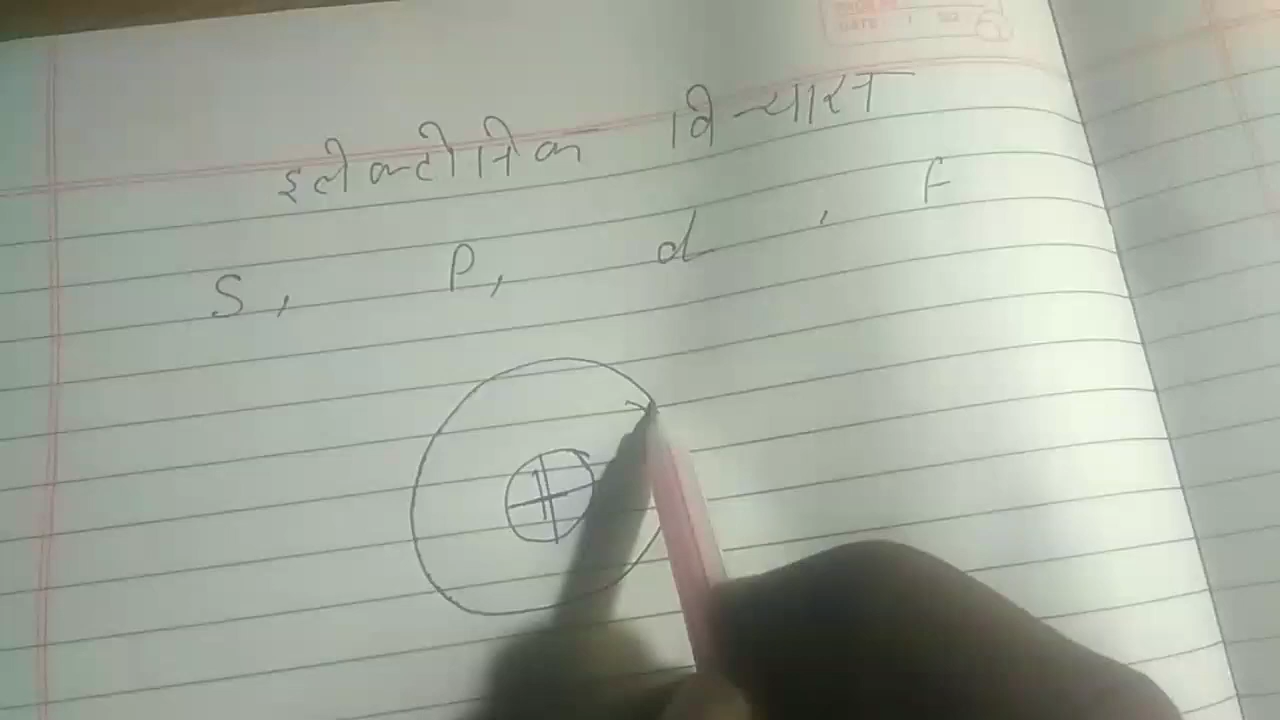 इलेक्टोनिक विन्यास
S, P, d, f